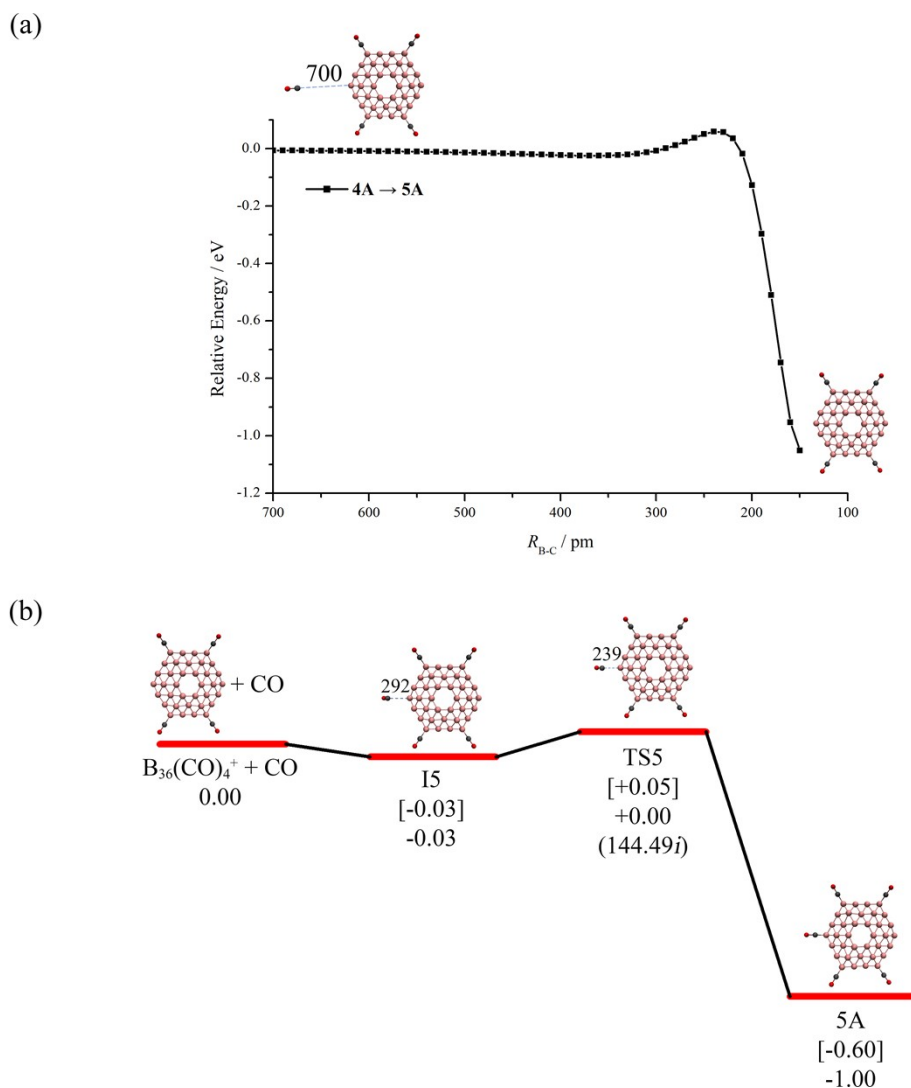 (a)
700
0.0
-0.2
-0.4
-0.6
-0.8
-1.0
-1.2
Relative Energy / eV
4A → 5A
700 600 500 400 300 200 100
R_B-C / pm
(b)
+ CO
292
239
B₃₆(CO)₄⁺ + CO
0.00
I5
[-0.03]
-0.03
TS5
[+0.05]
+0.00
(144.49i)
5A
[-0.60]
-1.00